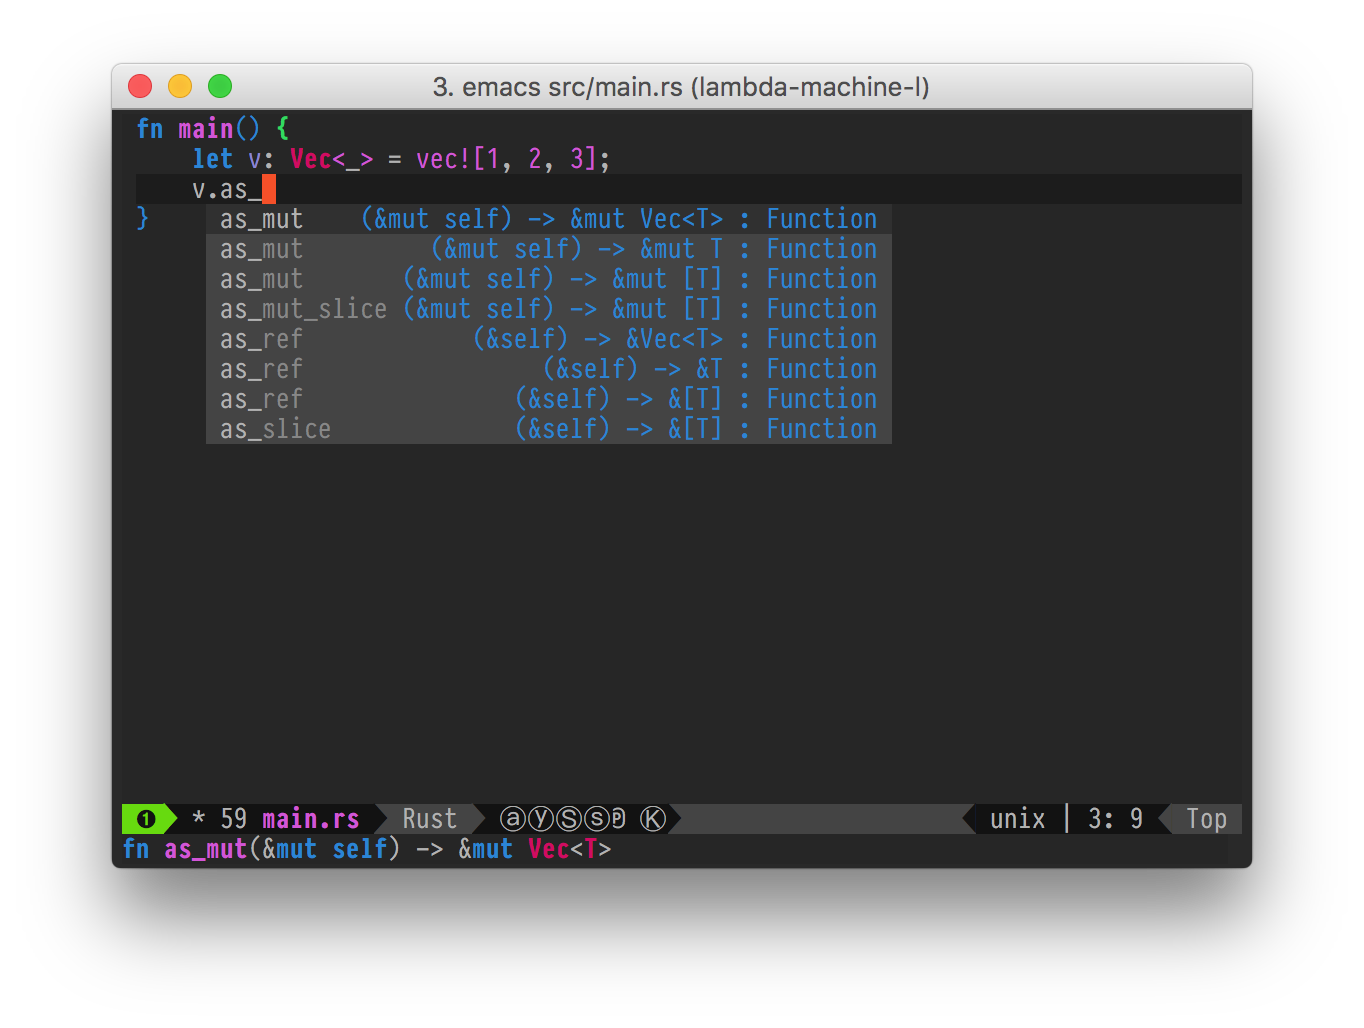 3. emacs src/main.rs (lambda-machine-l)
fn main() {
    let v: Vec<_> = vec![1, 2, 3];
    v.as_
}
as_mut (&mut self) -> &mut Vec<T> : Function
as_mut (&mut self) -> &mut T : Function
as_mut (&mut self) -> &mut [T] : Function
as_mut_slice (&mut self) -> &mut [T] : Function
as_ref (&self) -> &Vec<T> : Function
as_ref (&self) -> &T : Function
as_ref (&self) -> &[T] : Function
as_slice (&self) -> &[T] : Function
❶ * 59 main.rs Rust ⓐⓨⓈⓢ Ⓚ unix | 3: 9 Top
fn as_mut(&mut self) -> &mut Vec<T>